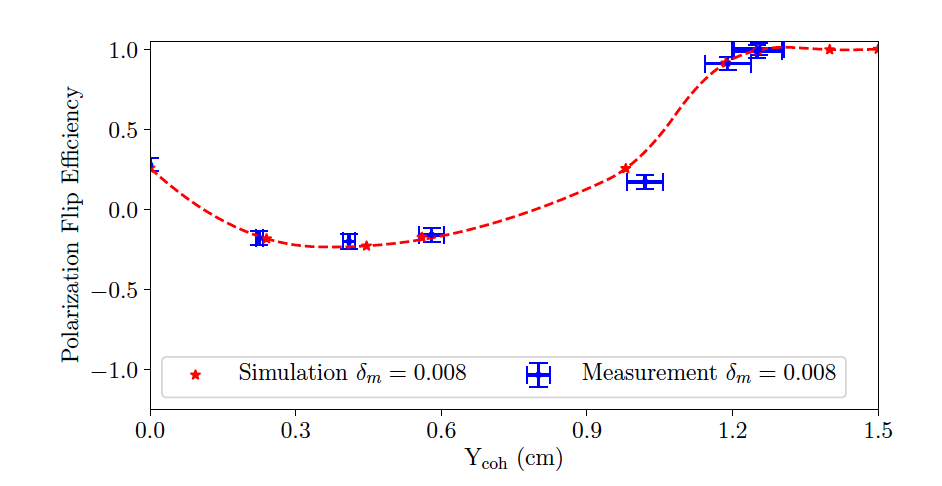 Polarization Flip Efficiency
1.0
0.5
0.0
−0.5
−1.0
Simulation δm = 0.008
Measurement δm = 0.008
0.0 0.3 0.6 0.9 1.2 1.5
Ycoh (cm)